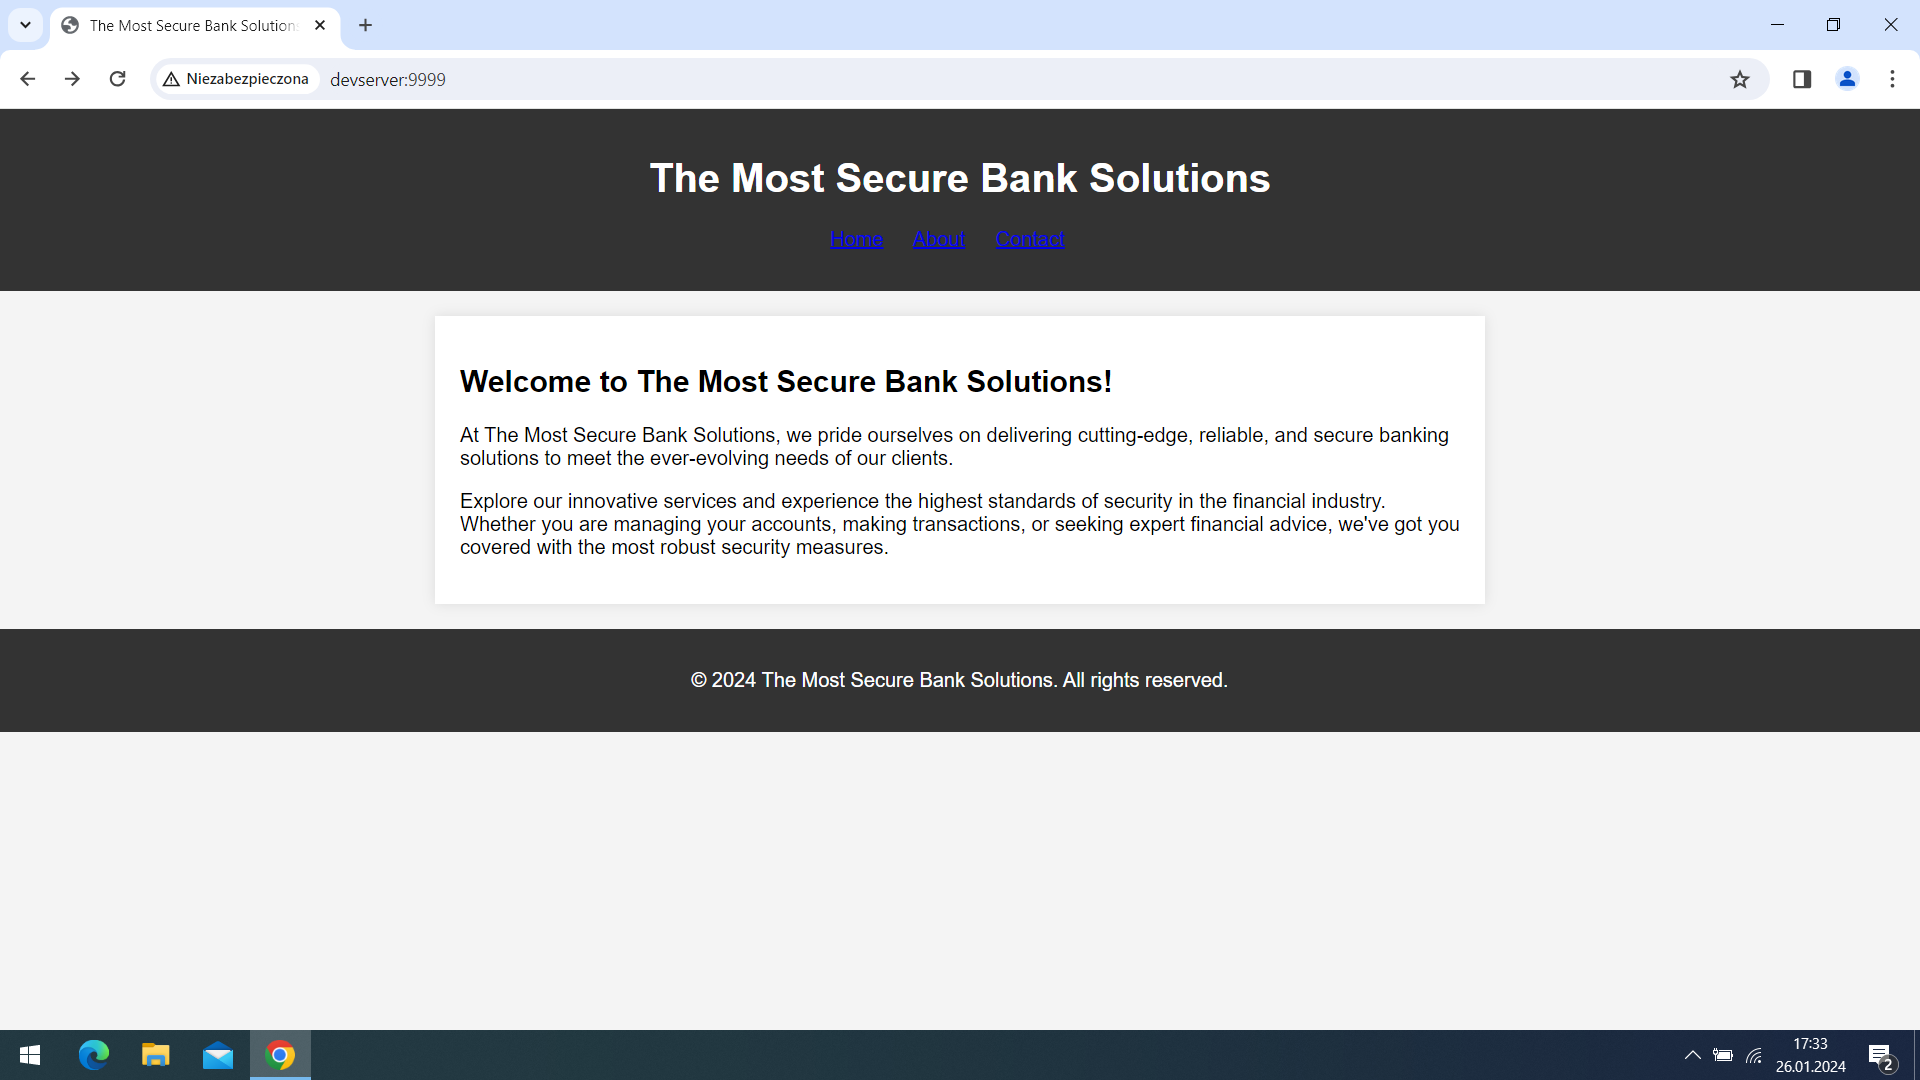 The Most Secure Bank Solutions
Niezabezpieczona
devserver:9999
The Most Secure Bank Solutions
Home About Contact
Welcome to The Most Secure Bank Solutions!
At The Most Secure Bank Solutions, we pride ourselves on delivering cutting-edge, reliable, and secure banking
solutions to meet the ever-evolving needs of our clients.
Explore our innovative services and experience the highest standards of security in the financial industry.
Whether you are managing your accounts, making transactions, or seeking expert financial advice, we've got you
covered with the most robust security measures.
© 2024 The Most Secure Bank Solutions. All rights reserved.
17:33
26.01.2024
2